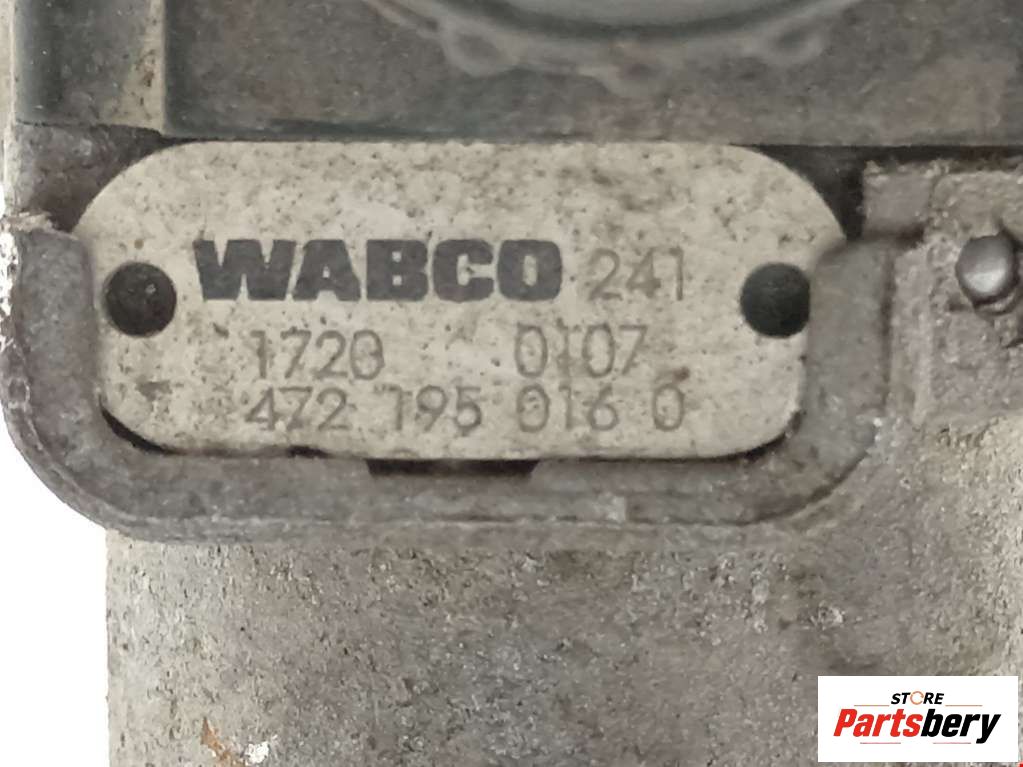 WABCO 241
1720 0107
472 195 016 0
STORE
Partsbery